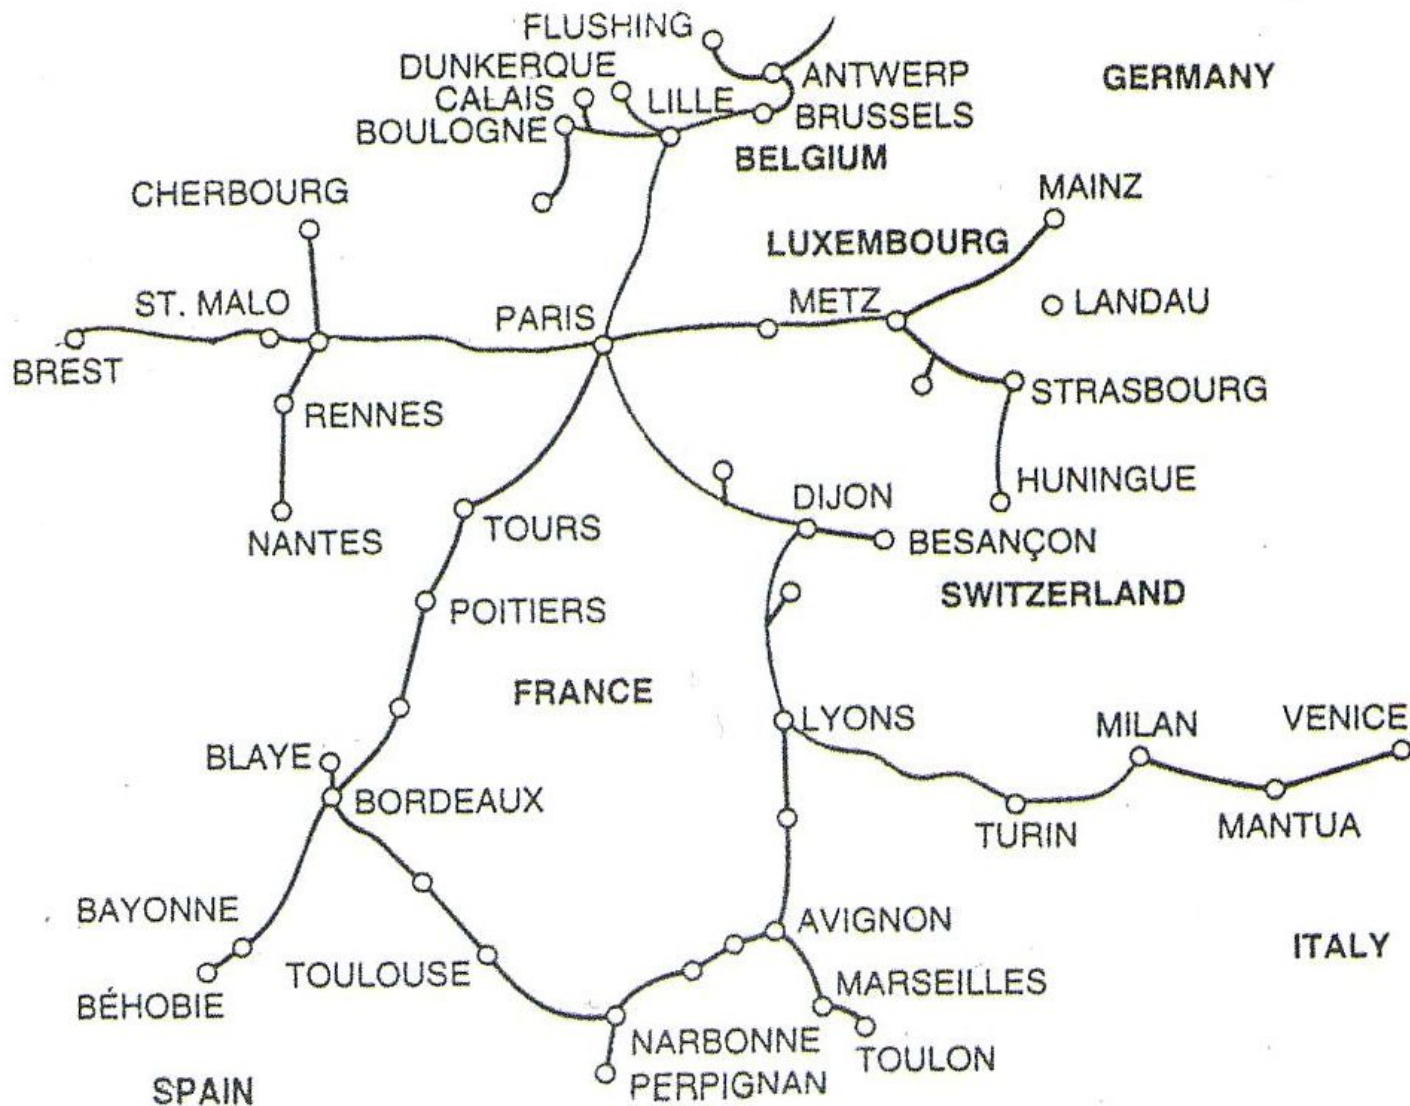 FLUSHING
DUNKERQUE
ANTWERP
GERMANY
CALAIS
LILLE
BRUSSELS
BOULOGNE
BELGIUM
CHERBOURG
MAINZ
LUXEMBOURG
ST. MALO
PARIS
METZ
LANDAU
BREST
RENNES
STRASBOURG
HUNINGUE
DIJON
NANTES
TOURS
BESANÇON
SWITZERLAND
POITIERS
FRANCE
LYONS
MILAN
VENICE
BLAYE
BORDEAUX
TURIN
MANTUA
BAYONNE
AVIGNON
ITALY
TOULOUSE
MARSEILLES
BÉHOBIE
NARBONNE
TOULON
PERPIGNAN
SPAIN